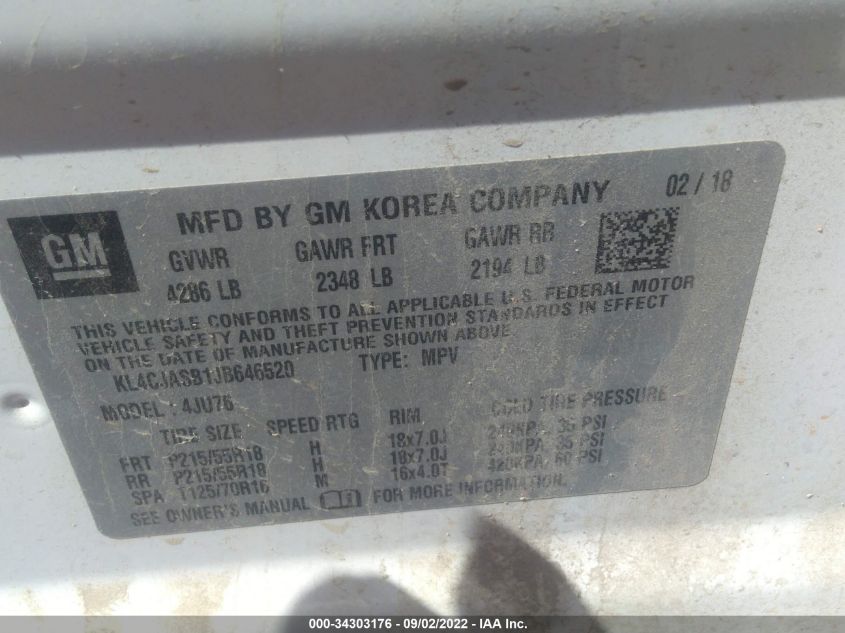 GM
MFD BY GM KOREA COMPANY 02 / 18
GVWR GAWR FRT GAWR RR
4286 LB 2348 LB 2194 LB
THIS VEHICLE CONFORMS TO ALL APPLICABLE U.S. FEDERAL MOTOR
VEHICLE SAFETY AND THEFT PREVENTION STANDARDS IN EFFECT
ON THE DATE OF MANUFACTURE SHOWN ABOVE.
KL4CJASB1JB646520 TYPE: MPV
MODEL : 4JU76
TIRE SIZE SPEED RTG RIM COLD TIRE PRESSURE
FRT P215/55R18 H 18x7.0J 240KPA, 35 PSI
RR P215/55R18 H 18x7.0J 240KPA, 35 PSI
SPA T125/70R16 M 16x4.0T 420KPA, 60 PSI
SEE OWNER'S MANUAL FOR MORE INFORMATION.
000-34303176 - 09/02/2022 - IAA Inc.